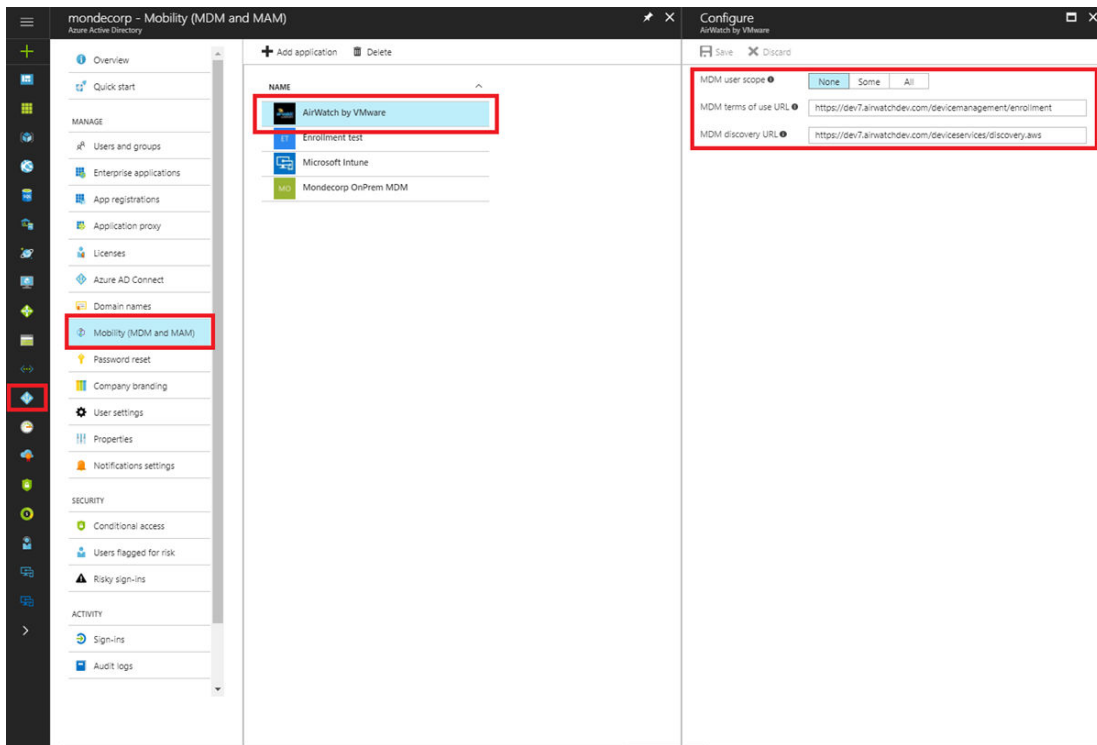 mondecorp - Mobility (MDM and MAM)
Azure Active Directory
Overview
Quick start
MANAGE
Users and groups
Enterprise applications
App registrations
Application proxy
Licenses
Azure AD Connect
Domain names
Mobility (MDM and MAM)
Password reset
Company branding
User settings
Properties
Notifications settings
SECURITY
Conditional access
Users flagged for risk
Risky sign-ins
ACTIVITY
Sign-ins
Audit logs
Add application Delete
NAME
AirWatch by VMware
ET Enrollment test
Microsoft Intune
MO Mondecorp OnPrem MDM
Configure
AirWatch by VMware
Save Discard
MDM user scope None Some All
MDM terms of use URL https://dev7.airwatchdev.com/devicemanagement/enrollment
MDM discovery URL https://dev7.airwatchdev.com/deviceservices/discovery.aws